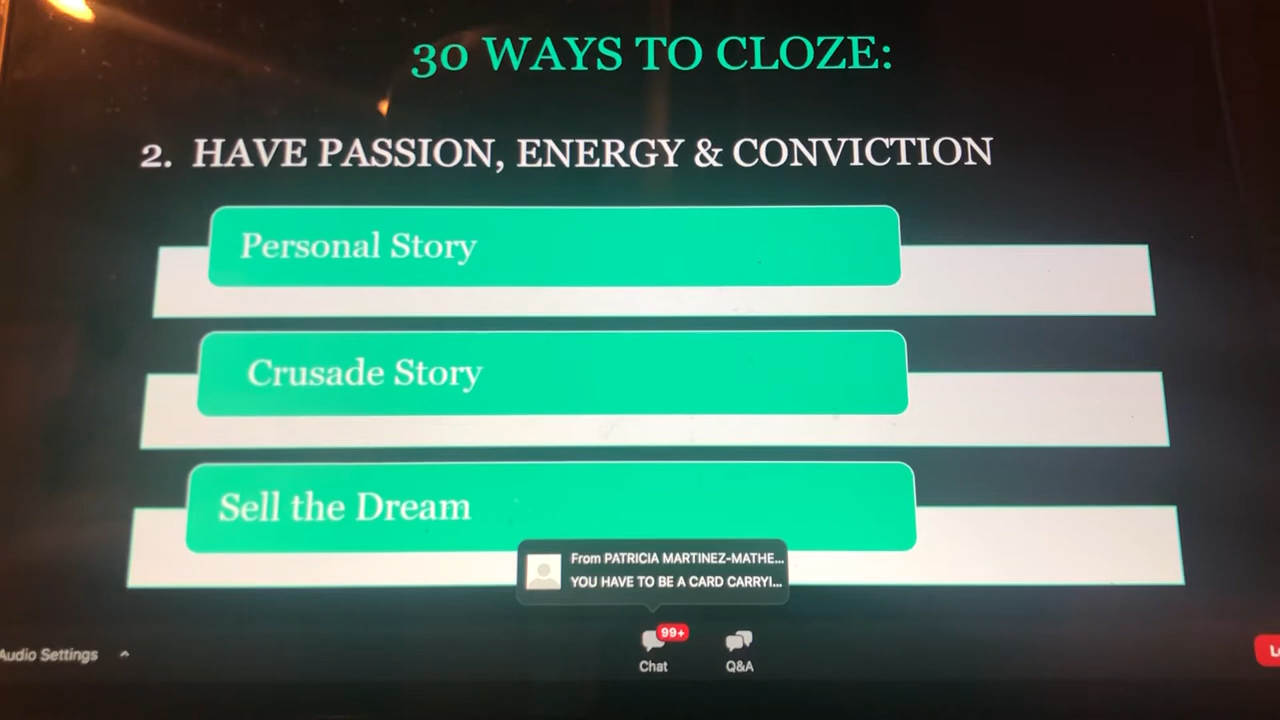 30 WAYS TO CLOZE:
2. HAVE PASSION, ENERGY & CONVICTION
Personal Story
Crusade Story
Sell the Dream
From PATRICIA MARTINEZ-MATHE...
YOU HAVE TO BE A CARD CARRYI...
99+
Audio Settings
Chat
Q&A